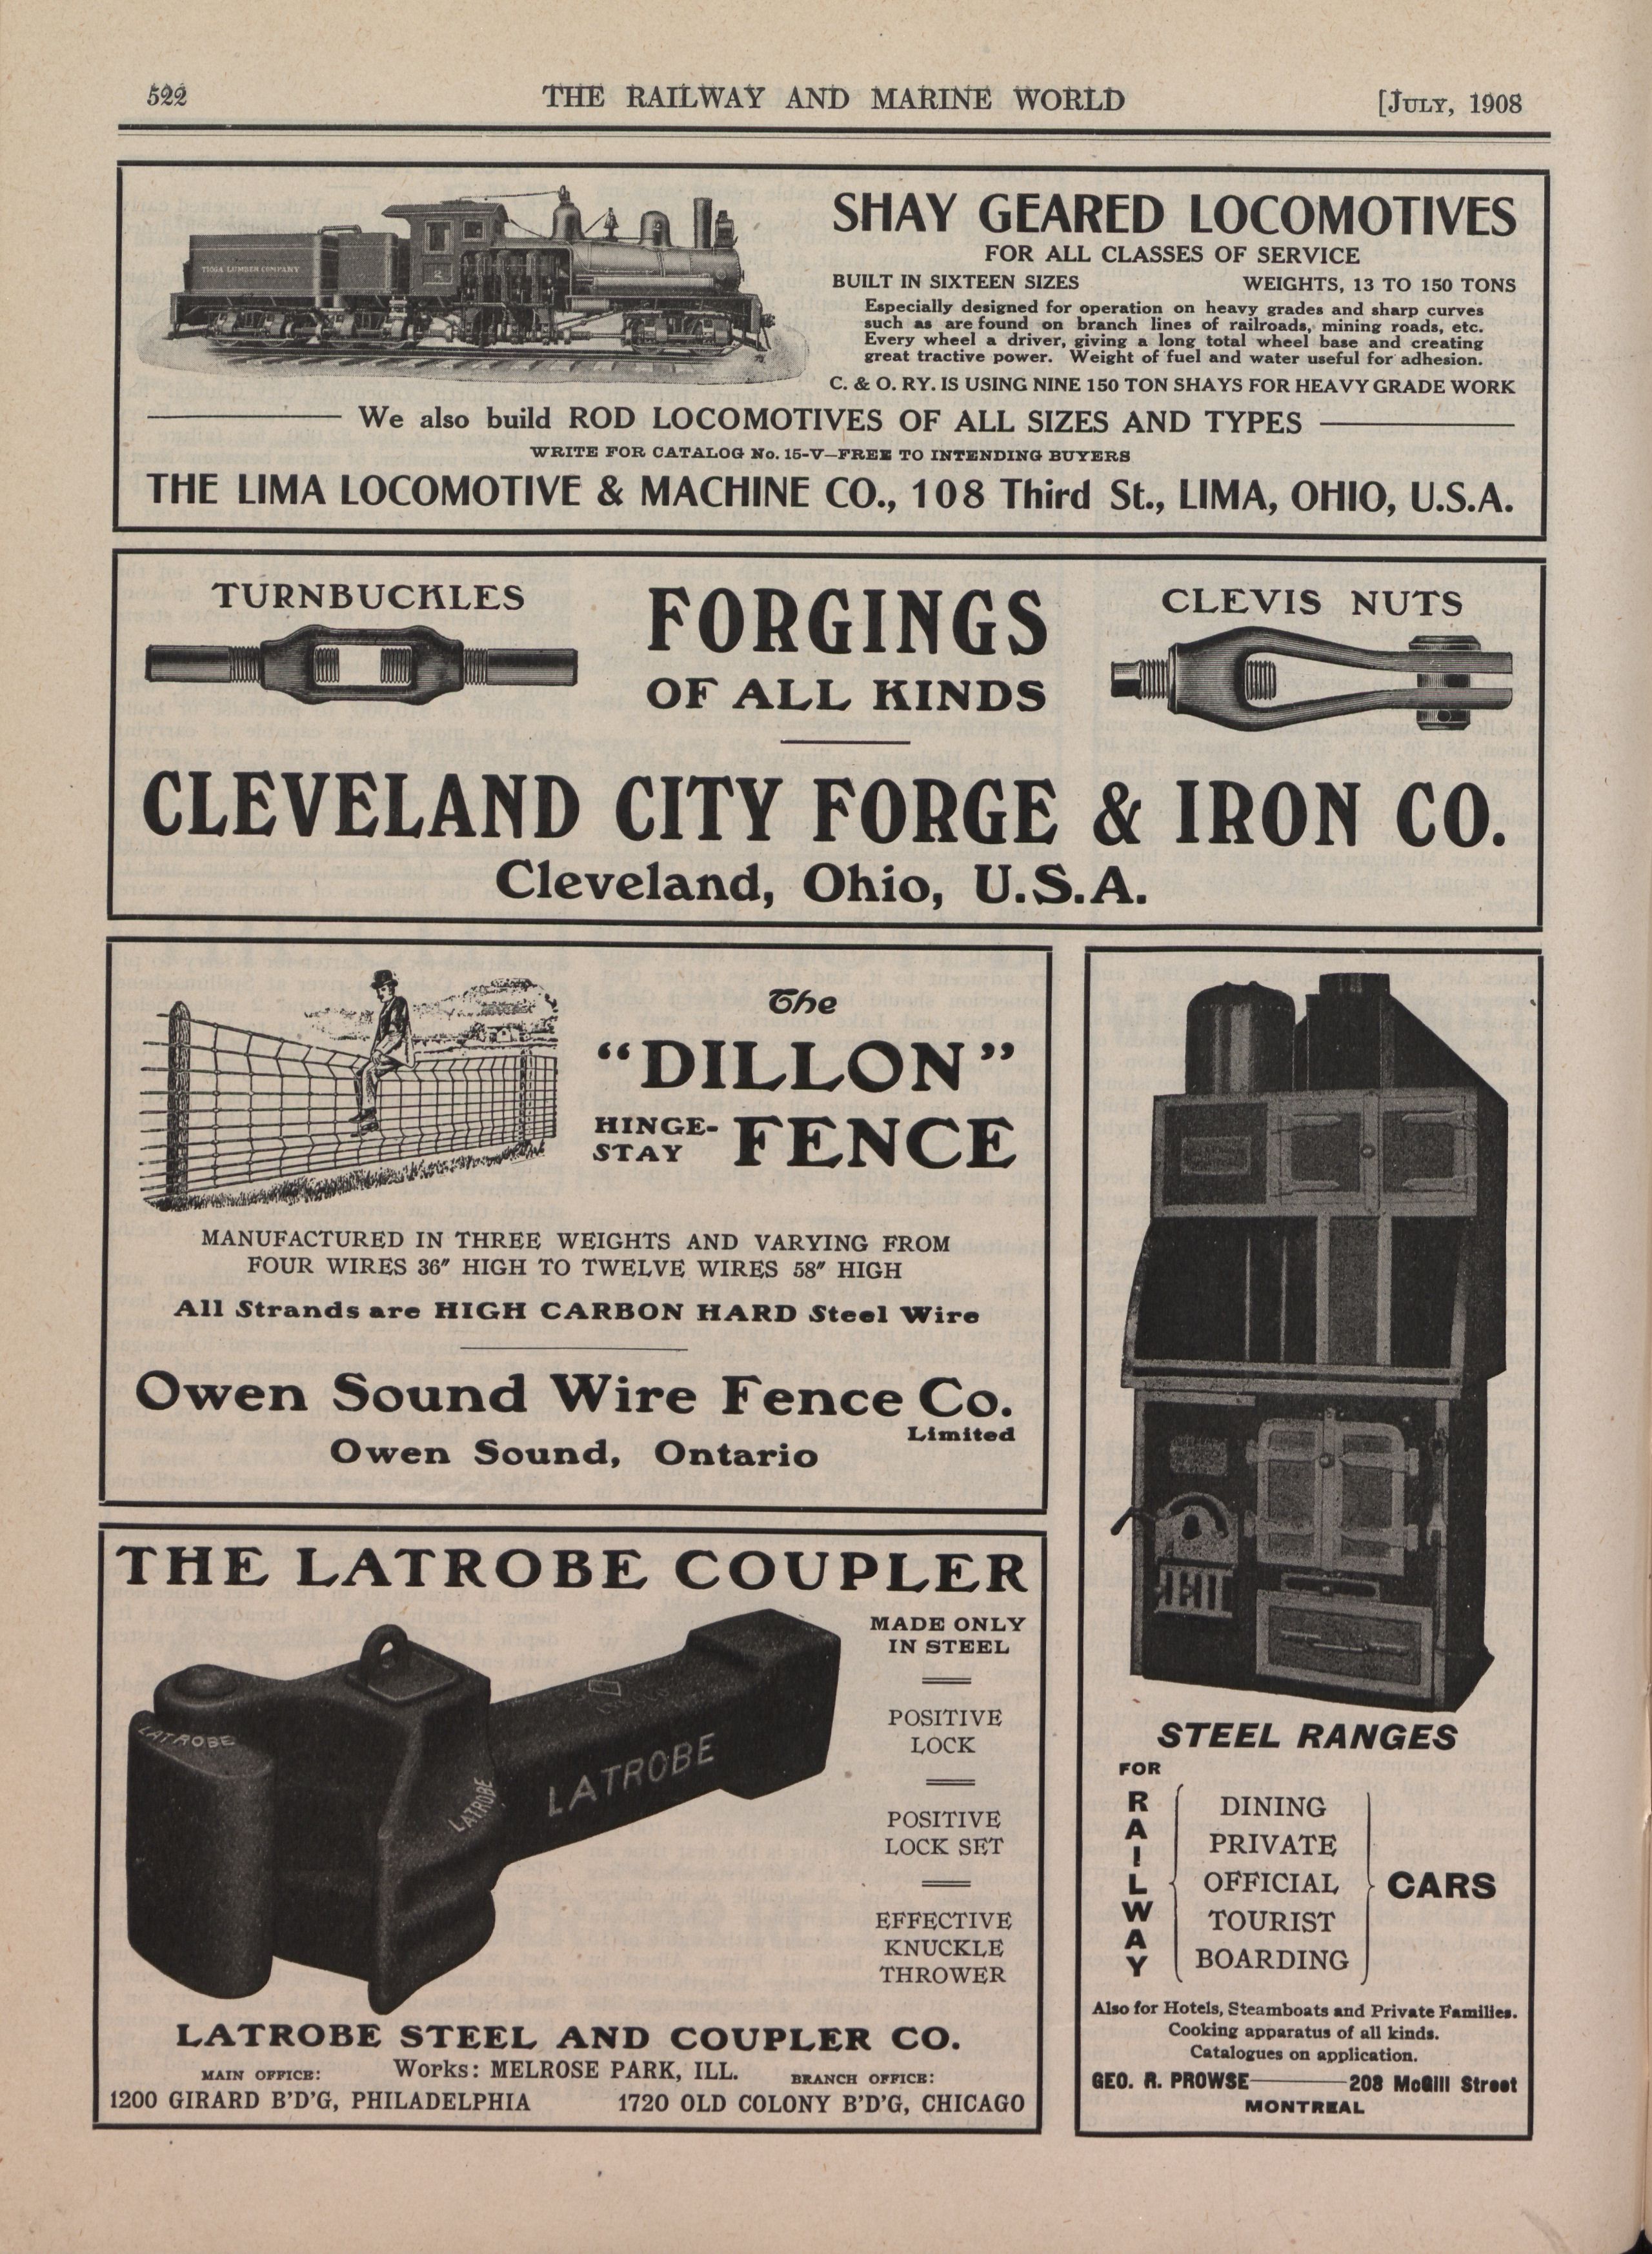 522 THE RAILWAY AND MARINE WORLD [JULY, 1908
TIOGA LUMBER COMPANY
2
SHAY GEARED LOCOMOTIVES
FOR ALL CLASSES OF SERVICE
BUILT IN SIXTEEN SIZES WEIGHTS, 13 TO 150 TONS
Especially designed for operation on heavy grades and sharp curves
such as are found on branch lines of railroads, mining roads, etc.
Every wheel a driver, giving a long total wheel base and creating
great tractive power. Weight of fuel and water useful for adhesion.
C. & O. RY. IS USING NINE 150 TON SHAYS FOR HEAVY GRADE WORK
We also build ROD LOCOMOTIVES OF ALL SIZES AND TYPES
WRITE FOR CATALOG No. 15-V—FREE TO INTENDING BUYERS
THE LIMA LOCOMOTIVE & MACHINE CO., 108 Third St., LIMA, OHIO, U.S.A.
TURNBUCKLES
FORGINGS
OF ALL KINDS
CLEVIS NUTS
CLEVELAND CITY FORGE & IRON CO.
Cleveland, Ohio, U.S.A.
The
"DILLON"
HINGE-
STAY
FENCE
MANUFACTURED IN THREE WEIGHTS AND VARYING FROM
FOUR WIRES 36" HIGH TO TWELVE WIRES 58" HIGH
All Strands are HIGH CARBON HARD Steel Wire
Owen Sound Wire Fence Co.
Limited
Owen Sound, Ontario
THE LATROBE COUPLER
LATROBE
LATROBE
LATROBE
MADE ONLY
IN STEEL
POSITIVE
LOCK
POSITIVE
LOCK SET
EFFECTIVE
KNUCKLE
THROWER
LATROBE STEEL AND COUPLER CO.
Works: MELROSE PARK, ILL.
MAIN OFFICE:
1200 GIRARD B'D'G, PHILADELPHIA
BRANCH OFFICE:
1720 OLD COLONY B'D'G, CHICAGO
STEEL RANGES
FOR
RAILWAY
DINING
PRIVATE
OFFICIAL
TOURIST
BOARDING
CARS
Also for Hotels, Steamboats and Private Families.
Cooking apparatus of all kinds.
Catalogues on application.
GEO. R. PROWSE 208 McGill Street
MONTREAL